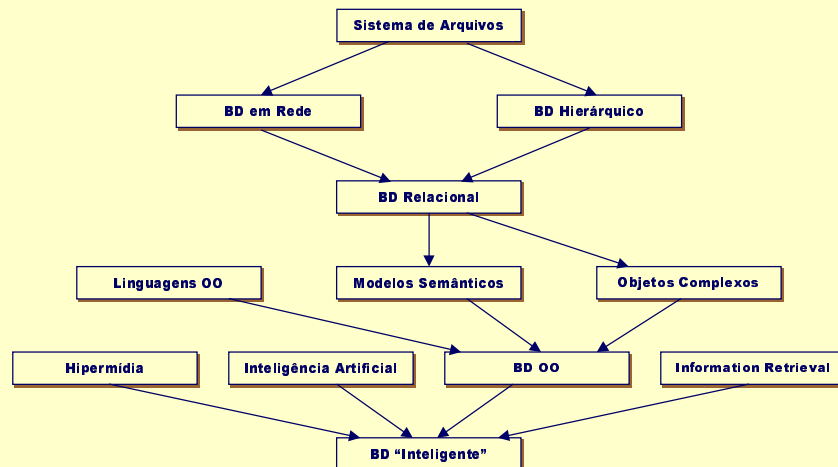 Sistema de Arquivos
BD em Rede
BD Hierárquico
BD Relacional
Linguagens OO
Modelos Semânticos
Objetos Complexos
Hipermídia
Inteligência Artificial
BD OO
Information Retrieval
BD “Inteligente”